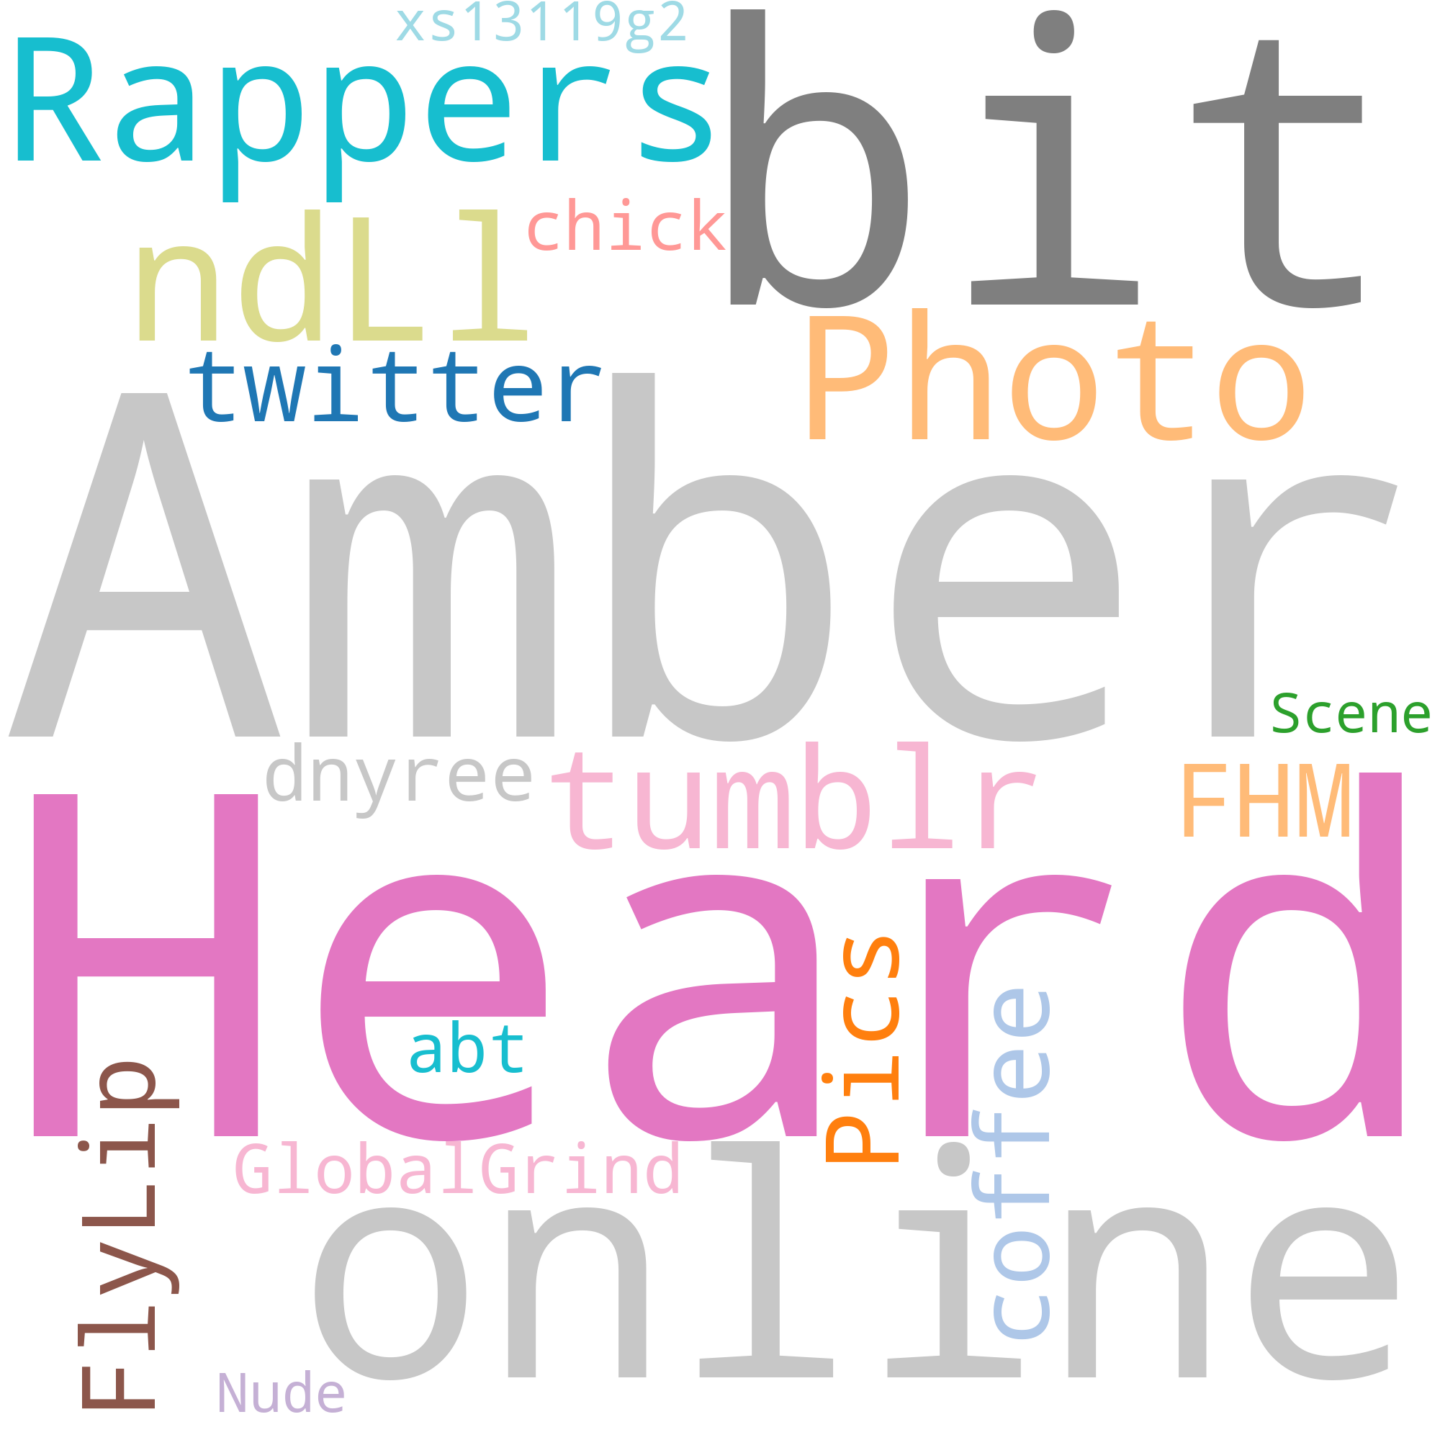 xs13119g2
Rappers
bit
chick
ndLl
Photo
twitter
Amber
Scene
dnyree
tumblr
FHM
Heard
Pics
coffee
abt
FlyLip
GlobalGrind
online
Nude